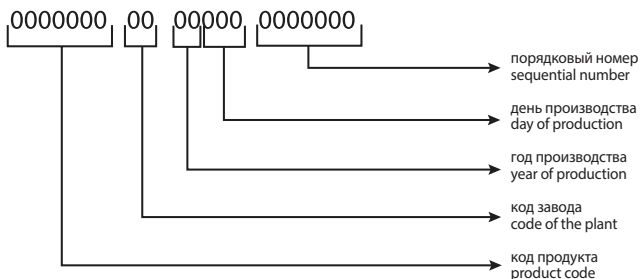 0000000 00 00000 0000000
порядковый номер
sequential number
день производства
day of production
год производства
year of production
код завода
code of the plant
код продукта
product code